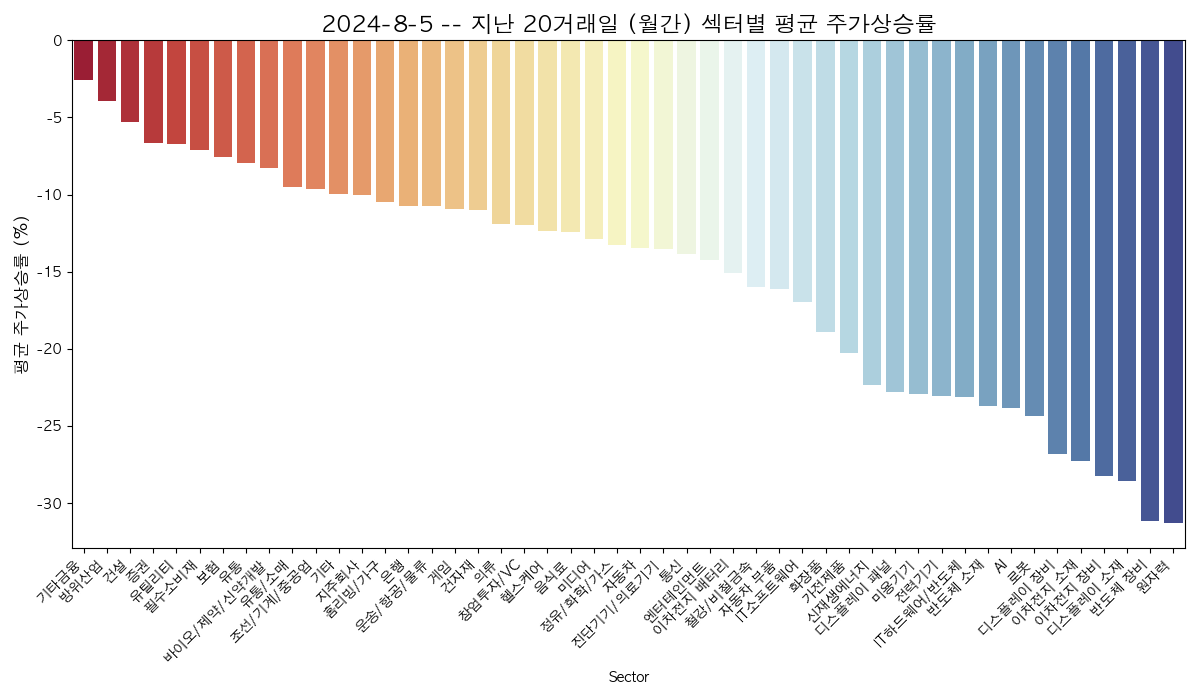 2024-8-5 -- 지난 20거래일 (월간) 섹터별 평균 주가상승률
평균 주가상승률 (%)
0
-5
-10
-15
-20
-25
-30
기타금융
방위산업
건설
증권
유틸리티
필수소비재
보험
유통
바이오/제약/신약개발
유통/소매
조선/기계/중공업
기타
지주회사
홈리빙/가구
은행
운송/항공/물류
게임
건자재
의류
창업투자/VC
헬스케어
음식료
미디어
정유/화학/가스
자동차
진단기기/의료기기
통신
엔터테인먼트
이차전지 배터리
철강/비철금속
자동차 부품
IT소프트웨어
화장품
가전제품
신재생에너지
디스플레이 패널
미용기기
전력기기
IT하드웨어/반도체
반도체 소재
AI
로봇
디스플레이 장비
이차전지 소재
이차전지 장비
디스플레이 소재
반도체 장비
원자력
Sector